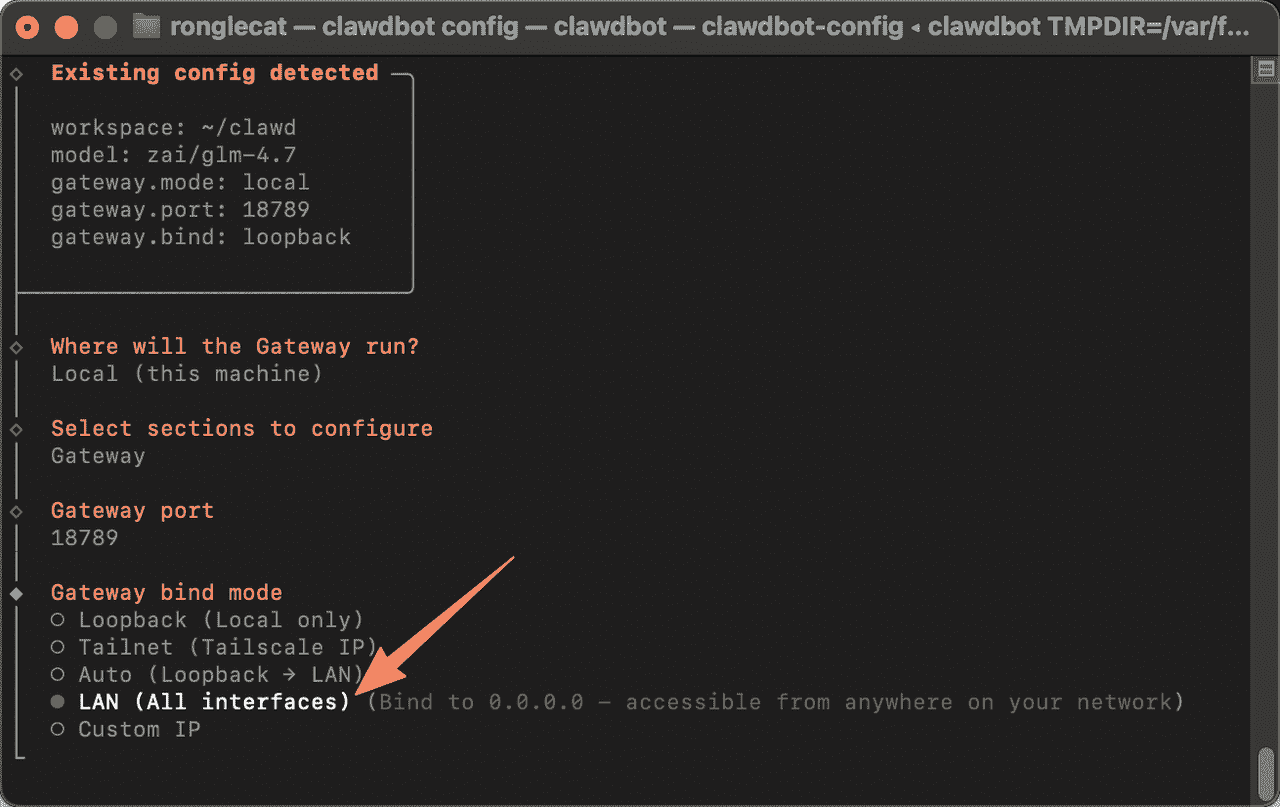 ronglecat — clawdbot config — clawdbot — clawdbot-config ◂ clawdbot TMPDIR=/var/f...
Existing config detected
workspace: ~/clawd
model: zai/glm-4.7
gateway.mode: local
gateway.port: 18789
gateway.bind: loopback
Where will the Gateway run?
Local (this machine)
Select sections to configure
Gateway
Gateway port
18789
Gateway bind mode
○ Loopback (Local only)
○ Tailnet (Tailscale IP)
○ Auto (Loopback → LAN)
● LAN (All interfaces) (Bind to 0.0.0.0 — accessible from anywhere on your network)
○ Custom IP